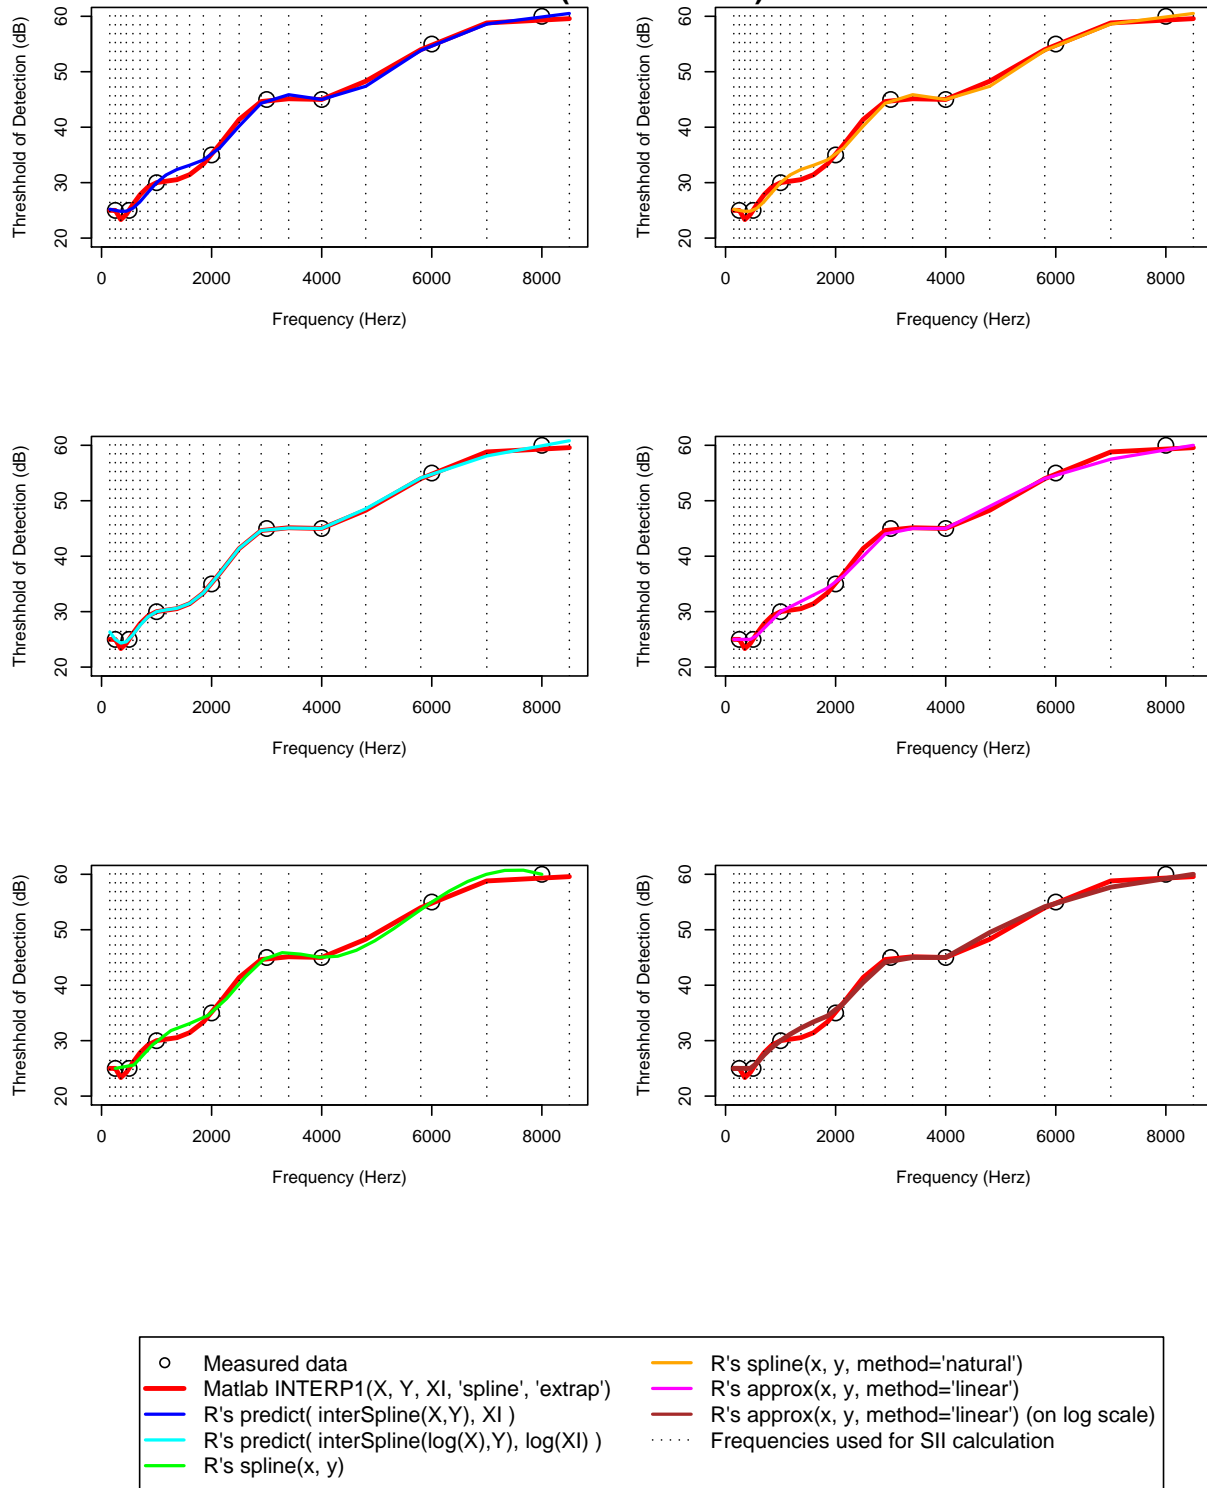 60 50 40 30 20
Threshhold of Detection (dB)
0 2000 4000 6000 8000
Frequency (Herz)
60 50 40 30 20
Threshhold of Detection (dB)
0 2000 4000 6000 8000
Frequency (Herz)
60 50 40 30 20
Threshhold of Detection (dB)
0 2000 4000 6000 8000
Frequency (Herz)
60 50 40 30 20
Threshhold of Detection (dB)
0 2000 4000 6000 8000
Frequency (Herz)
60 50 40 30 20
Threshhold of Detection (dB)
0 2000 4000 6000 8000
Frequency (Herz)
60 50 40 30 20
Threshhold of Detection (dB)
0 2000 4000 6000 8000
Frequency (Herz)
Measured data
Matlab INTERP1(X, Y, XI, 'spline', 'extrap')
R's predict( interSpline(X,Y), XI )
R's predict( interSpline(log(X),Y), log(XI) )
R's spline(x, y)
R's spline(x, y, method='natural')
R's approx(x, y, method='linear')
R's approx(x, y, method='linear') (on log scale)
Frequencies used for SII calculation